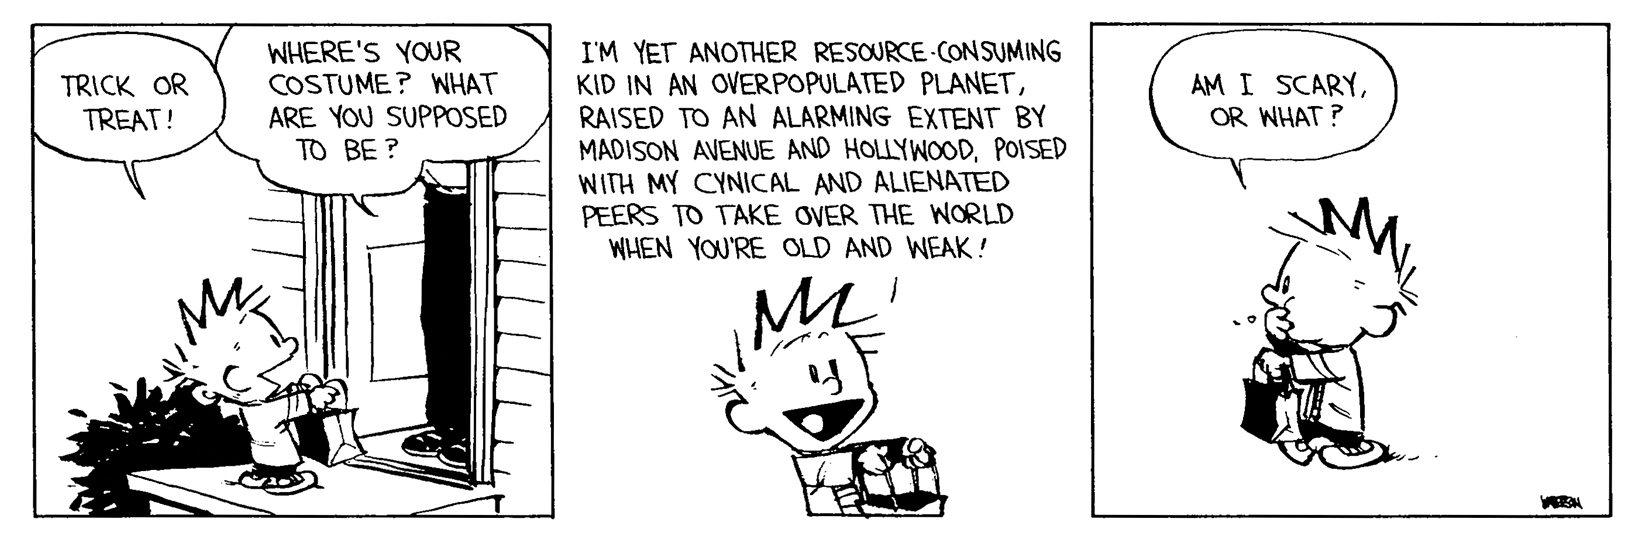 TRICK OR
TREAT!
WHERE'S YOUR
COSTUME? WHAT
ARE YOU SUPPOSED
TO BE?
I'M YET ANOTHER RESOURCE-CONSUMING
KID IN AN OVERPOPULATED PLANET,
RAISED TO AN ALARMING EXTENT BY
MADISON AVENUE AND HOLLYWOOD, POISED
WITH MY CYNICAL AND ALIENATED
PEERS TO TAKE OVER THE WORLD
WHEN YOU'RE OLD AND WEAK!
AM I SCARY,
OR WHAT?
WATTERSON